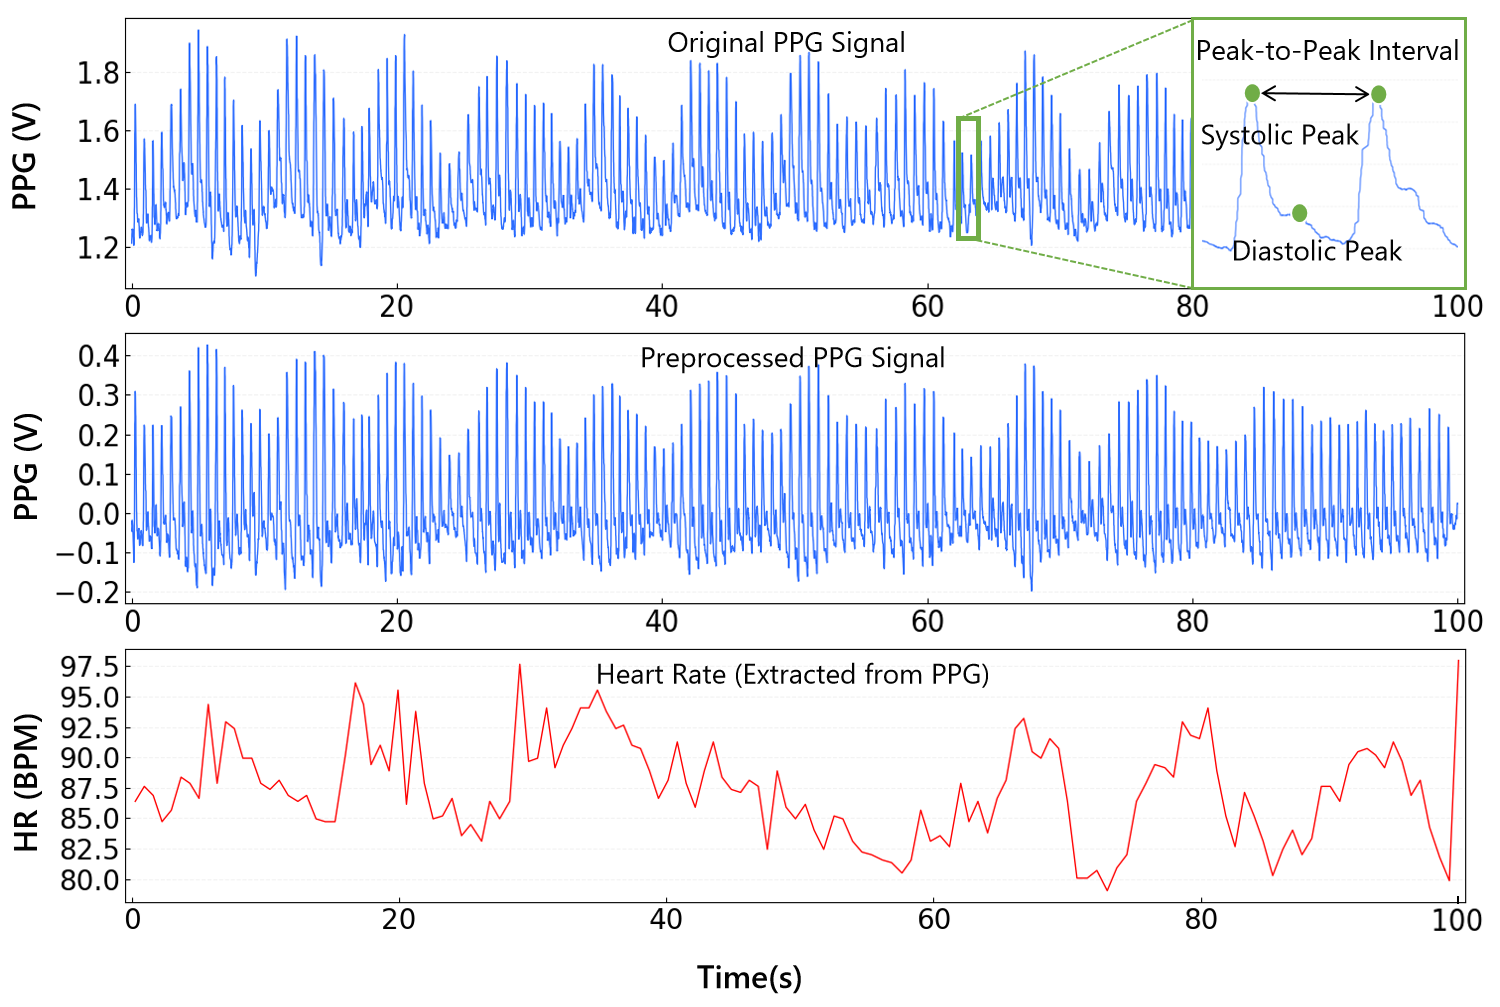 Original PPG Signal
Peak-to-Peak Interval
Systolic Peak
Diastolic Peak
PPG (V)
1.8
1.6
1.4
1.2
0 20 40 60 80 100
Preprocessed PPG Signal
PPG (V)
0.4
0.3
0.2
0.1
0.0
−0.1
−0.2
0 20 40 60 80 100
Heart Rate (Extracted from PPG)
HR (BPM)
97.5
95.0
92.5
90.0
87.5
85.0
82.5
80.0
0 20 40 60 80 100
Time(s)